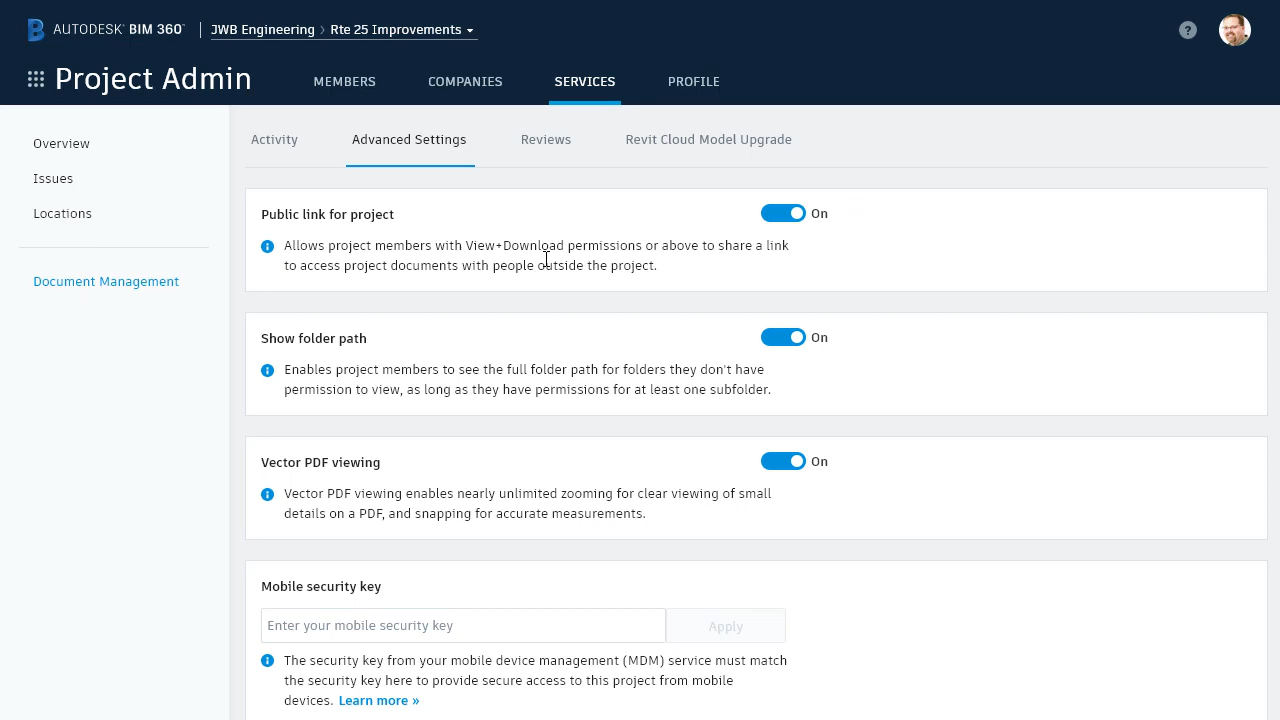 AUTODESK® BIM 360™ JWB Engineering > Rte 25 Improvements
?
Project Admin MEMBERS COMPANIES SERVICES PROFILE
Overview
Issues
Locations
Document Management
Activity Advanced Settings Reviews Revit Cloud Model Upgrade
Public link for project On
Allows project members with View+Download permissions or above to share a link
to access project documents with people outside the project.
Show folder path On
Enables project members to see the full folder path for folders they don't have
permission to view, as long as they have permissions for at least one subfolder.
Vector PDF viewing On
Vector PDF viewing enables nearly unlimited zooming for clear viewing of small
details on a PDF, and snapping for accurate measurements.
Mobile security key
Enter your mobile security key Apply
The security key from your mobile device management (MDM) service must match
the security key here to provide secure access to this project from mobile
devices. Learn more »